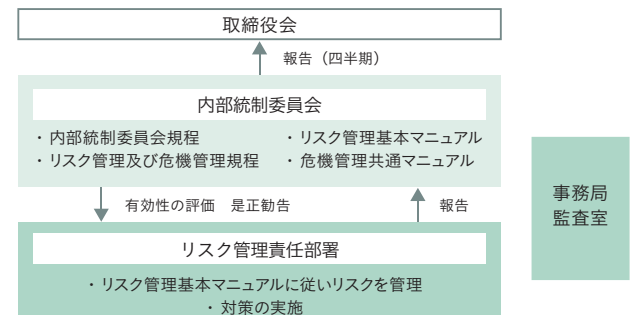 取締役会
報告（四半期）
内部統制委員会
・内部統制委員会規程
・リスク管理基本マニュアル
・リスク管理及び危機管理規程
・危機管理共通マニュアル
有効性の評価　是正勧告
報告
事務局
監査室
リスク管理責任部署
・リスク管理基本マニュアルに従いリスクを管理
・対策の実施